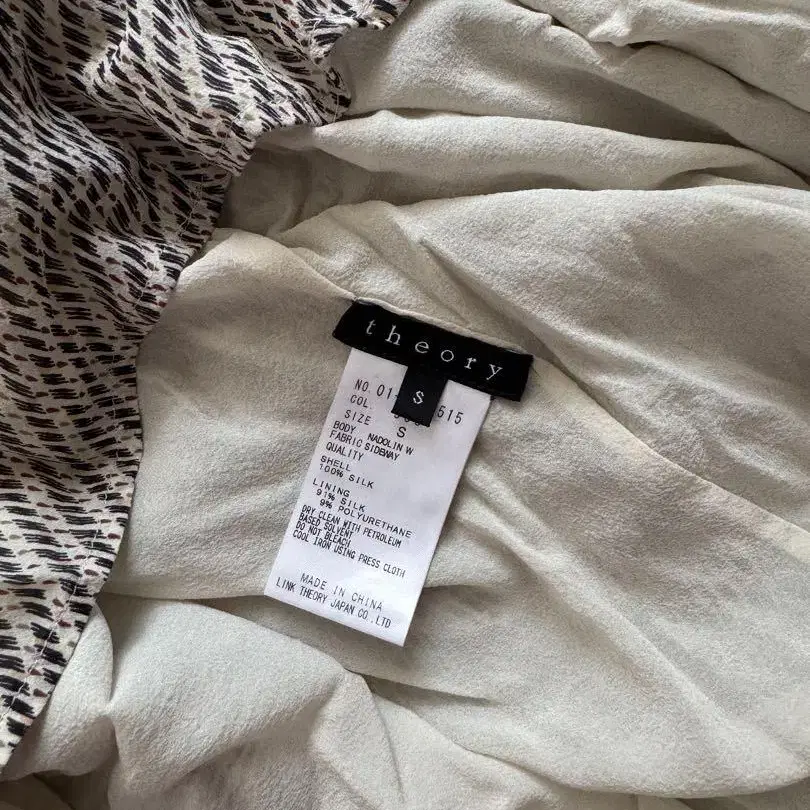 theory
S
NO. 01 515
COL.
SIZE S
BODY NADOLIN W
FABRIC SIDEWAY
QUALITY
SHELL
100% SILK
LINING
91% SILK
9% POLYURETHANE
DRY CLEAN WITH PETROLEUM
BASED SOLVENT
DO NOT BLEACH
COOL IRON USING PRESS CLOTH
MADE IN CHINA
LINK THEORY JAPAN CO.,LTD